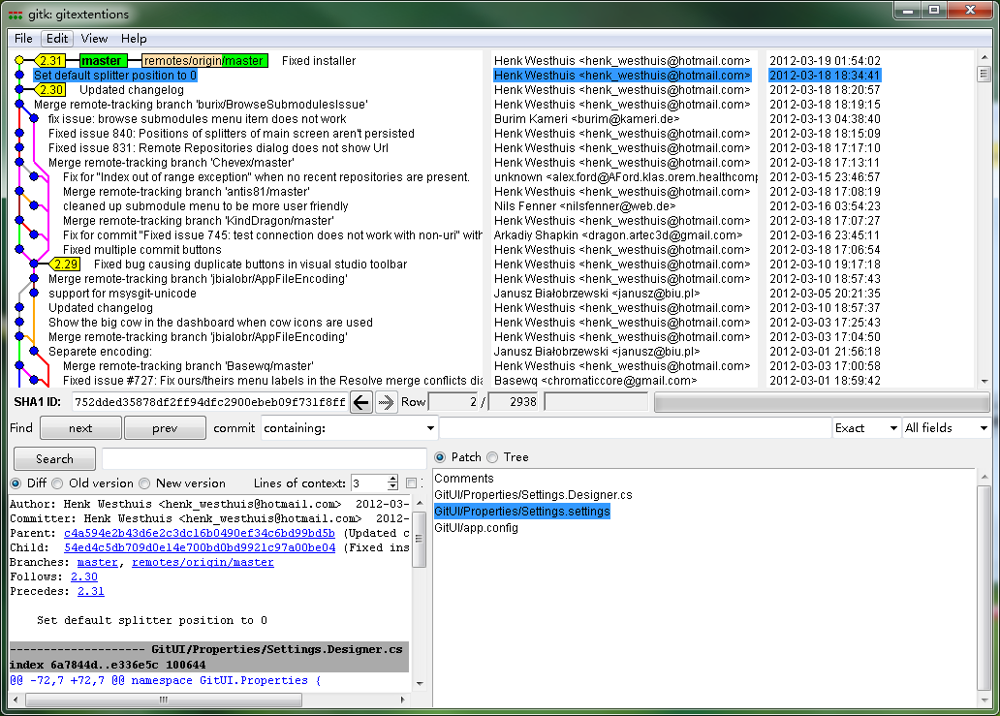 gitk: gitextentions
File Edit View Help
2.31 master remotes/origin/master Fixed installer Henk Westhuis <henk_westhuis@hotmail.com> 2012-03-19 01:54:02
Set default splitter position to 0 Henk Westhuis <henk_westhuis@hotmail.com> 2012-03-18 18:34:41
2.30 Updated changelog Henk Westhuis <henk_westhuis@hotmail.com> 2012-03-18 18:20:57
Merge remote-tracking branch 'burix/BrowseSubmodulesIssue' Henk Westhuis <henk_westhuis@hotmail.com> 2012-03-18 18:19:15
fix issue: browse submodules menu item does not work Burim Kameri <burim@kameri.de> 2012-03-13 04:38:40
Fixed issue 840: Positions of splitters of main screen aren't persisted Henk Westhuis <henk_westhuis@hotmail.com> 2012-03-18 18:15:09
Fixed issue 831: Remote Repositories dialog does not show Url Henk Westhuis <henk_westhuis@hotmail.com> 2012-03-18 17:17:10
Merge remote-tracking branch 'Chevex/master' Henk Westhuis <henk_westhuis@hotmail.com> 2012-03-18 17:13:11
Fix for "Index out of range exception" when no recent repositories are present. unknown <alex.ford@AFord.klas.orem.healthcomp 2012-03-15 23:46:57
Merge remote-tracking branch 'antis81/master' Henk Westhuis <henk_westhuis@hotmail.com> 2012-03-18 17:08:19
cleaned up submodule menu to be more user friendly Nils Fenner <nilsfenner@web.de> 2012-03-16 03:54:23
Merge remote-tracking branch 'KindDragon/master' Henk Westhuis <henk_westhuis@hotmail.com> 2012-03-18 17:07:27
Fix for commit "Fixed issue 745: test connection does not work with non-uri" with Arkadiy Shapkin <dragon.artec3d@gmail.com> 2012-03-16 23:45:11
Fixed multiple commit buttons Henk Westhuis <henk_westhuis@hotmail.com> 2012-03-18 17:06:54
2.29 Fixed bug causing duplicate buttons in visual studio toolbar Henk Westhuis <henk_westhuis@hotmail.com> 2012-03-10 19:17:18
Merge remote-tracking branch 'jbialobr/AppFileEncoding' Henk Westhuis <henk_westhuis@hotmail.com> 2012-03-10 18:57:43
support for msysgit-unicode Janusz Białobrzewski <janusz@biu.pl> 2012-03-05 20:21:35
Updated changelog Henk Westhuis <henk_westhuis@hotmail.com> 2012-03-10 18:57:37
Show the big cow in the dashboard when cow icons are used Henk Westhuis <henk_westhuis@hotmail.com> 2012-03-03 17:25:43
Merge remote-tracking branch 'jbialobr/AppFileEncoding' Henk Westhuis <henk_westhuis@hotmail.com> 2012-03-03 17:04:50
Separete encoding: Janusz Białobrzewski <janusz@biu.pl> 2012-03-01 21:56:18
Merge remote-tracking branch 'Basewq/master' Henk Westhuis <henk_westhuis@hotmail.com> 2012-03-03 17:00:58
Fixed issue #727: Fix ours/theirs menu labels in the Resolve merge conflicts dia Basewq <chromaticcore@gmail.com> 2012-03-01 18:59:42
SHA1 ID: 752dded35878df2ff94dfc2900ebeb09f731f8ff Row 2 / 2938
Find next prev commit containing: Exact All fields
Search
Patch Tree
Diff Old version New version Lines of context: 3
Author: Henk Westhuis <henk_westhuis@hotmail.com> 2012-03-
Committer: Henk Westhuis <henk_westhuis@hotmail.com> 2012-
Parent: c4a594e2b43d6e2c3dc16b0490ef34c6bd99bd5b (Updated c
Child: 54ed4c5db709d0e14e700bd0bd9921c97a00be04 (Fixed ins
Branches: master, remotes/origin/master
Follows: 2.30
Precedes: 2.31
Set default splitter position to 0
-------------------- GitUI/Properties/Settings.Designer.cs
index 6a7844d..e336e5c 100644
@@ -72,7 +72,7 @@ namespace GitUI.Properties {
Comments
GitUI/Properties/Settings.Designer.cs
GitUI/Properties/Settings.settings
GitUI/app.config